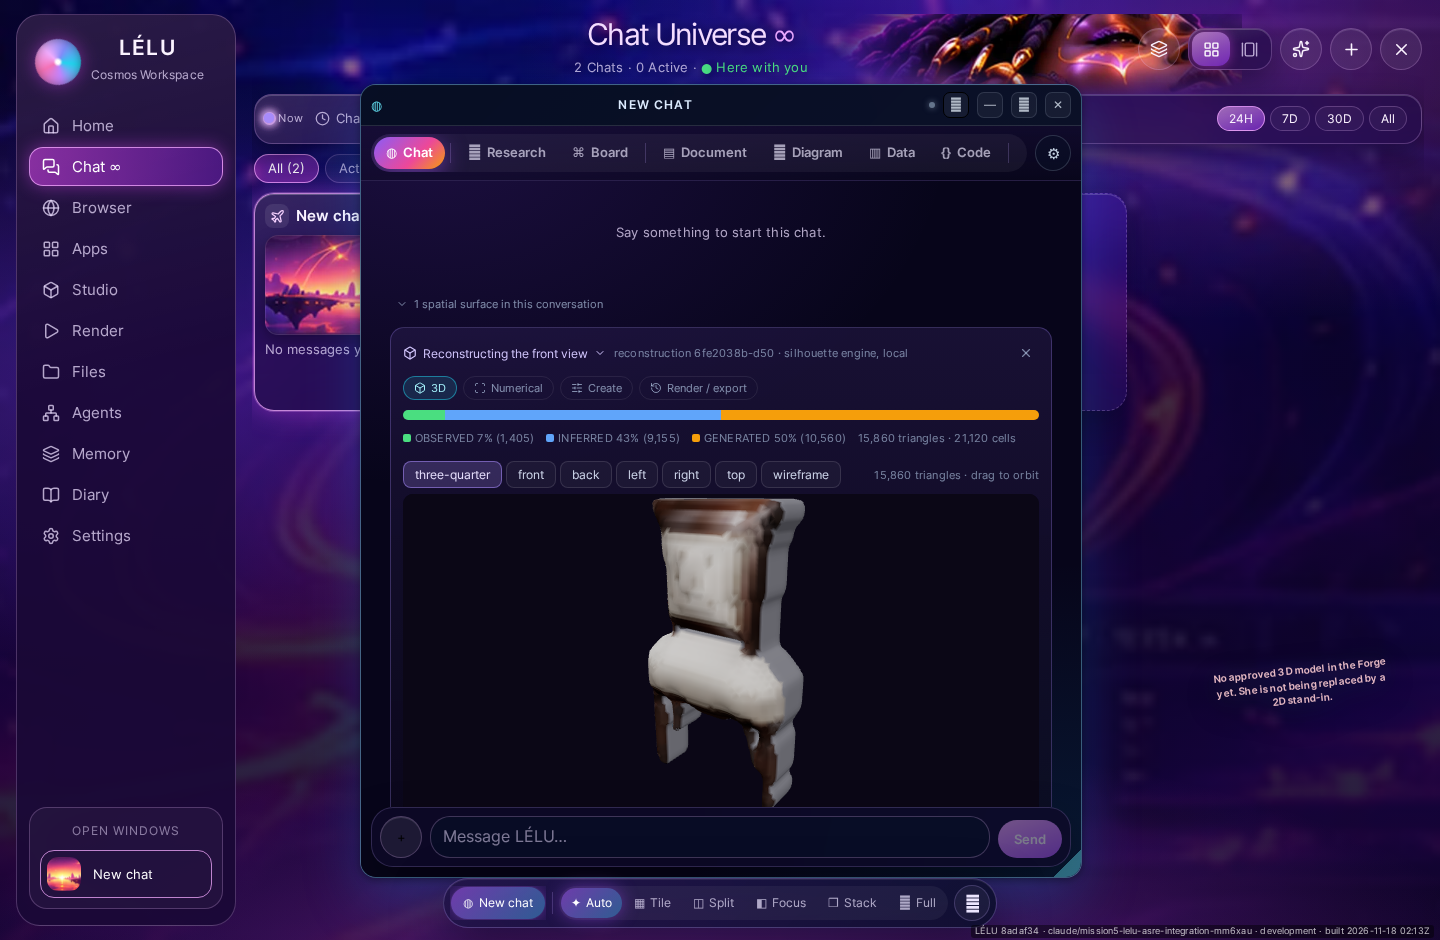 LÉLU
Cosmos Workspace
Home
Chat ∞
Browser
Apps
Studio
Render
Files
Agents
Memory
Diary
Settings
OPEN WINDOWS
New chat
Chat Universe ∞
2 Chats · 0 Active · Here with you
Now
Cha
24H
7D
30D
All
All (2)
Act
New cha
No messages y
NEW CHAT
Chat
Research
Board
Document
Diagram
Data
{} Code
Say something to start this chat.
1 spatial surface in this conversation
Reconstructing the front view
reconstruction 6fe2038b-d50 · silhouette engine, local
3D
Numerical
Create
Render / export
OBSERVED 7% (1,405)
INFERRED 43% (9,155)
GENERATED 50% (10,560)
15,860 triangles · 21,120 cells
three-quarter
front
back
left
right
top
wireframe
15,860 triangles · drag to orbit
Message LÉLU...
Send
New chat
Auto
Tile
Split
Focus
Stack
Full
No approved 3D model in the Forge
yet. She is not being replaced by a
2D stand-in.
LÉLU 8adaf34 · claude/mission5-lelu-asre-integration-mm6xau · development · built 2026-11-18 02:13Z